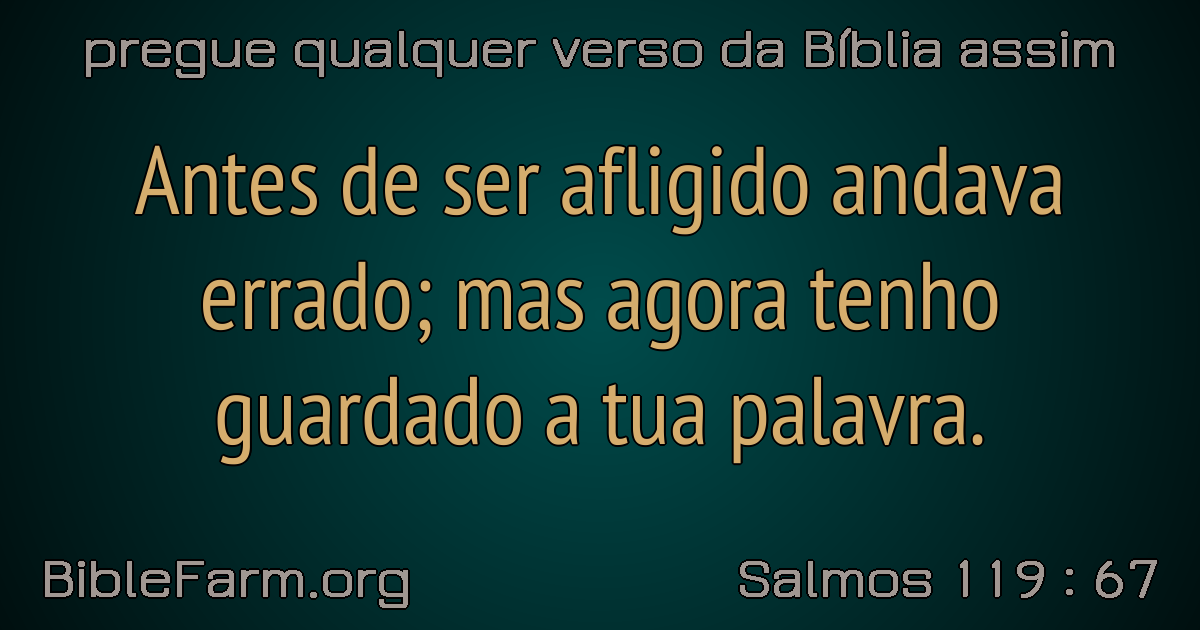 pregue qualquer verso da Bíblia assim
Antes de ser afligido andava
errado; mas agora tenho
guardado a tua palavra.
BibleFarm.org
Salmos 119 : 67